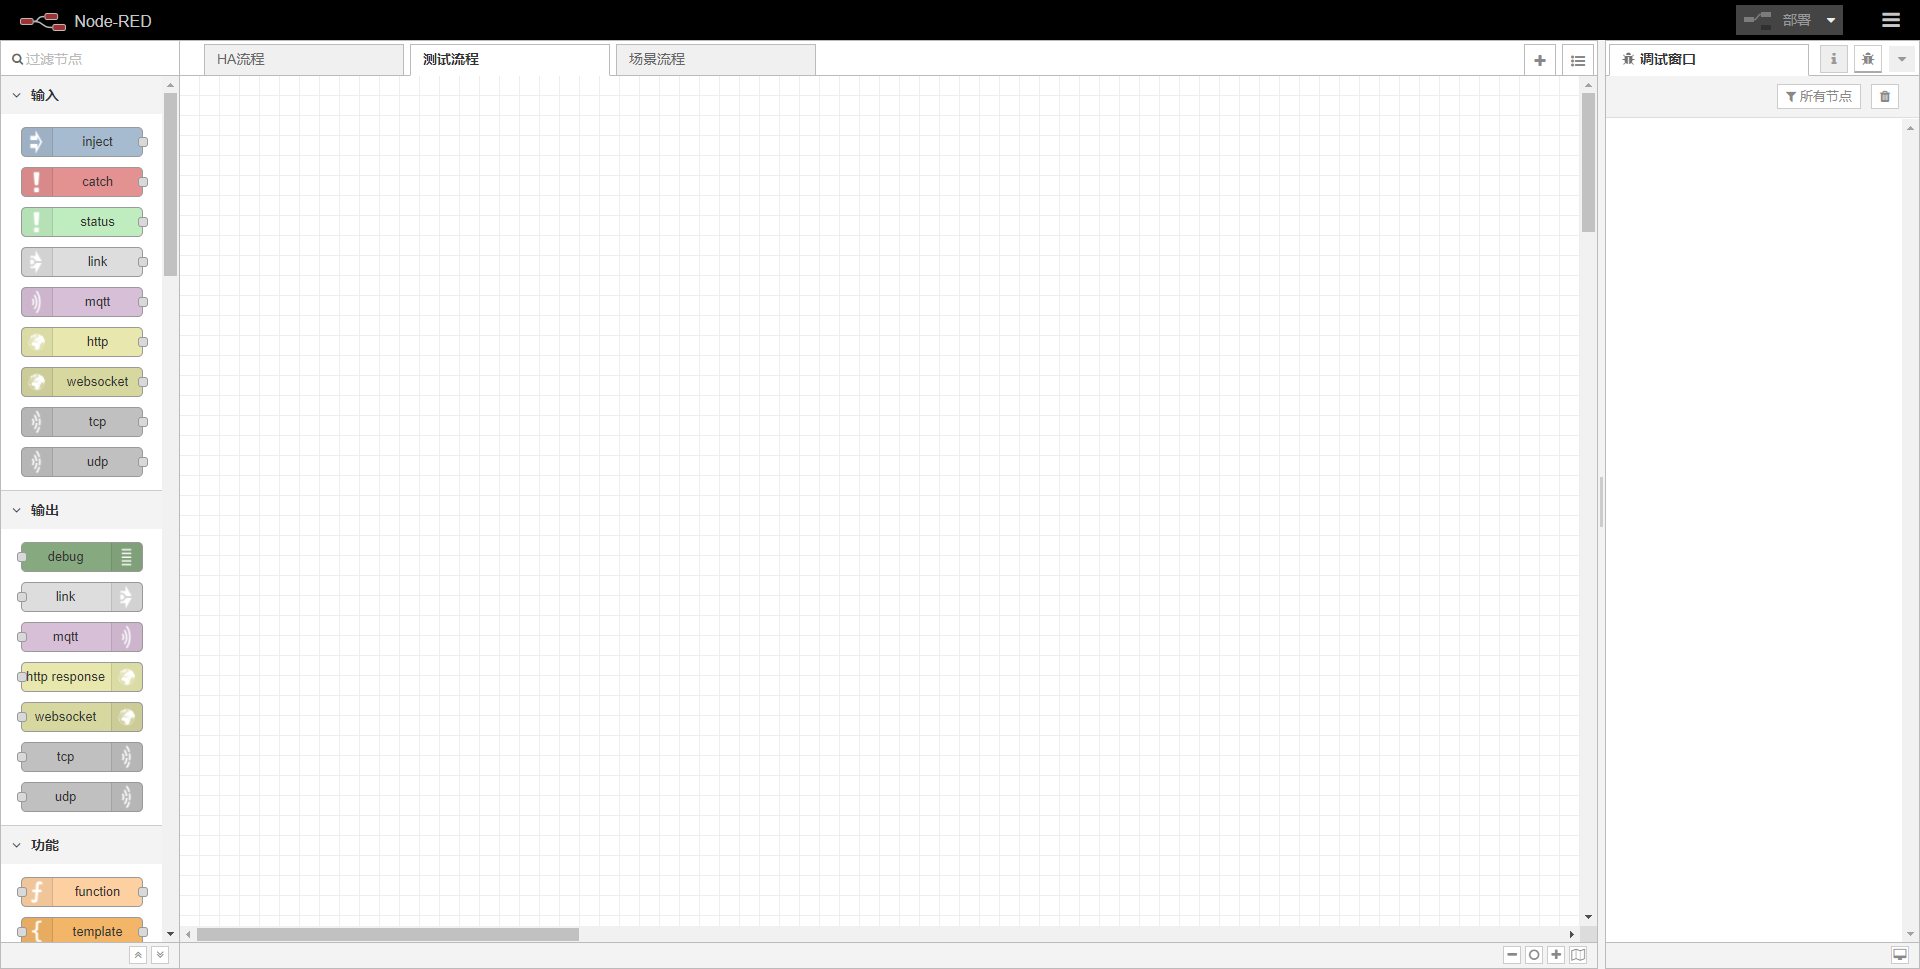 Node-RED
部署
过滤节点
HA流程
测试流程
场景流程
调试窗口
所有节点
输入
inject
catch
status
link
mqtt
http
websocket
tcp
udp
输出
debug
link
mqtt
http response
websocket
tcp
udp
功能
function
template